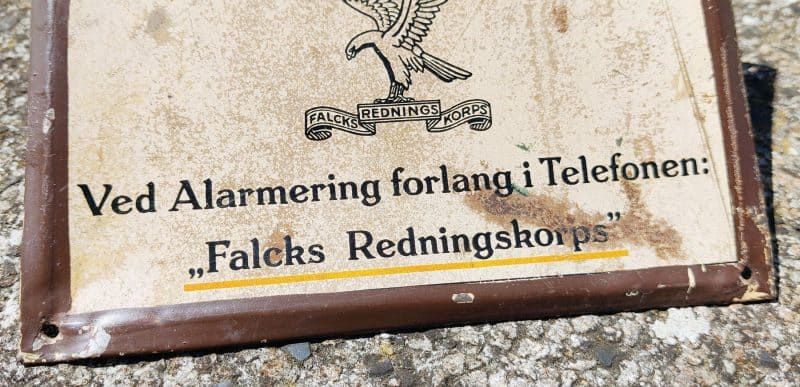 FALCKS REDNINGS KORPS
Ved Alarmering forlang i Telefonen:
„Falcks Redningskorps”